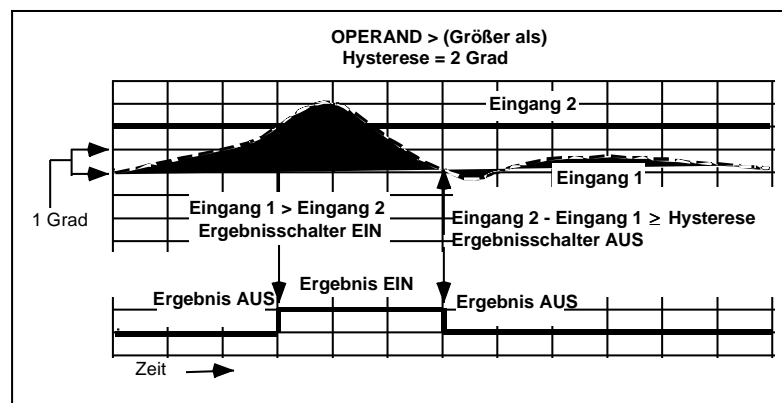 OPERAND > (Größer als)
Hysterese = 2 Grad
Eingang 2
Eingang 1
1 Grad
Eingang 1 > Eingang 2
Ergebnisschalter EIN
Eingang 2 - Eingang 1 ≥ Hysterese
Ergebnisschalter AUS
Ergebnis AUS
Ergebnis EIN
Ergebnis AUS
Zeit